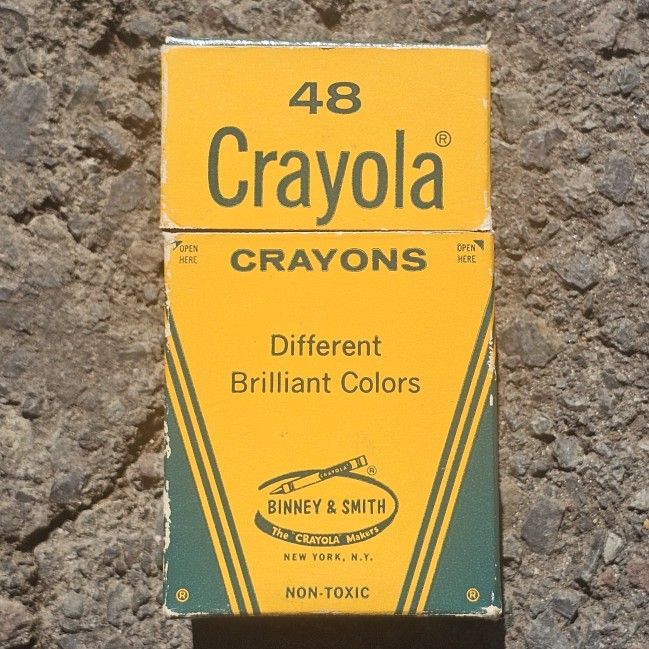 48
Crayola®
CRAYONS
OPEN HERE
OPEN HERE
Different
Brilliant Colors
CRAYOLA ®
BINNEY & SMITH
The "CRAYOLA" Makers
NEW YORK, N.Y.
NON-TOXIC
® ®